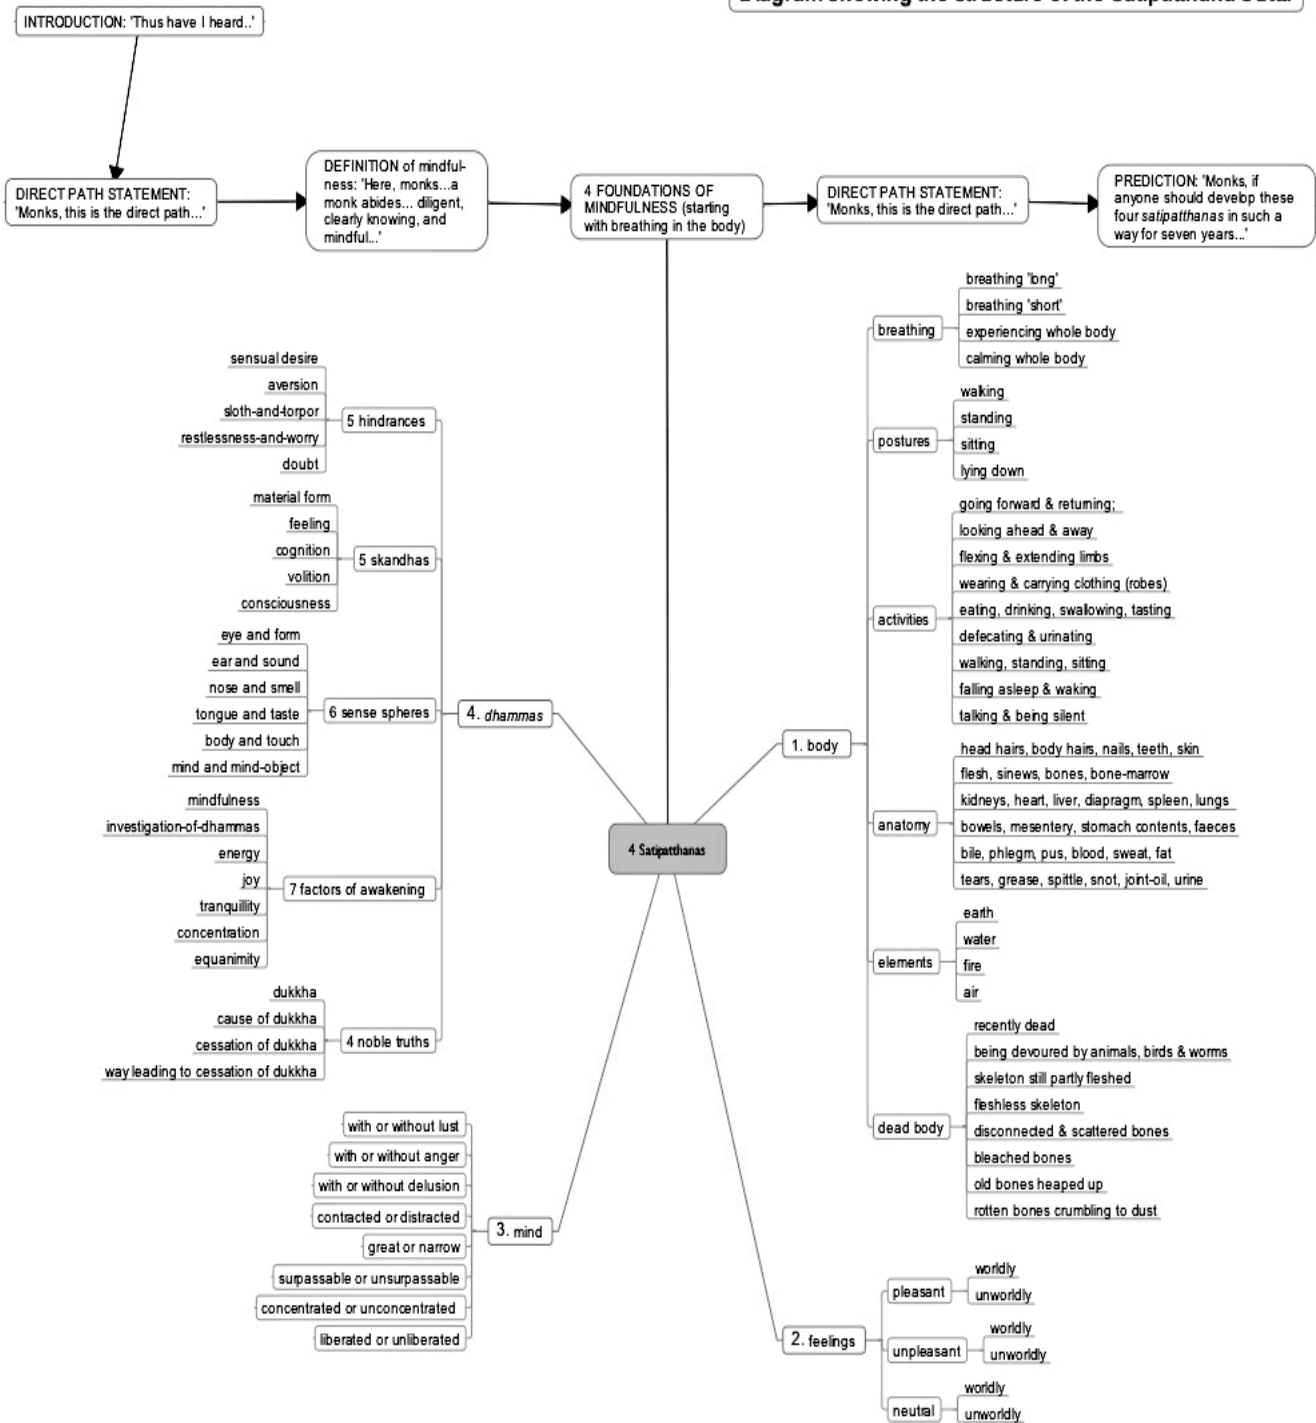 Diagram showing the structure of the Satipatthana Sutta.
INTRODUCTION: 'Thus have I heard..'
DIRECT PATH STATEMENT:
'Monks, this is the direct path...'
DEFINITION of mindful-
ness: 'Here, monks...a
monk abides... diligent,
clearly knowing, and
mindful...'
4 FOUNDATIONS OF
MINDFULNESS (starting
with breathing in the body)
DIRECT PATH STATEMENT:
'Monks, this is the direct path...'
PREDICTION: 'Monks, if
anyone should develop these
four satipatthanas in such a
way for seven years...'
4 Satipatthanas
1. body
breathing
breathing 'long'
breathing 'short'
experiencing whole body
calming whole body
postures
walking
standing
sitting
lying down
activities
going forward & returning;
looking ahead & away
flexing & extending limbs
wearing & carrying clothing (robes)
eating, drinking, swallowing, tasting
defecating & urinating
walking, standing, sitting
falling asleep & waking
talking & being silent
anatomy
head hairs, body hairs, nails, teeth, skin
flesh, sinews, bones, bone-marrow
kidneys, heart, liver, diapragm, spleen, lungs
bowels, mesentery, stomach contents, faeces
bile, phlegm, pus, blood, sweat, fat
tears, grease, spittle, snot, joint-oil, urine
elements
earth
water
fire
air
dead body
recently dead
being devoured by animals, birds & worms
skeleton still partly fleshed
fleshless skeleton
disconnected & scattered bones
bleached bones
old bones heaped up
rotten bones crumbling to dust
2. feelings
pleasant
worldly
unworldly
unpleasant
worldly
unworldly
neutral
worldly
unworldly
3. mind
with or without lust
with or without anger
with or without delusion
contracted or distracted
great or narrow
surpassable or unsurpassable
concentrated or unconcentrated
liberated or unliberated
4. dhammas
5 hindrances
sensual desire
aversion
sloth-and-torpor
restlessness-and-worry
doubt
5 skandhas
material form
feeling
cognition
volition
consciousness
6 sense spheres
eye and form
ear and sound
nose and smell
tongue and taste
body and touch
mind and mind-object
7 factors of awakening
mindfulness
investigation-of-dhammas
energy
joy
tranquillity
concentration
equanimity
4 noble truths
dukkha
cause of dukkha
cessation of dukkha
way leading to cessation of dukkha